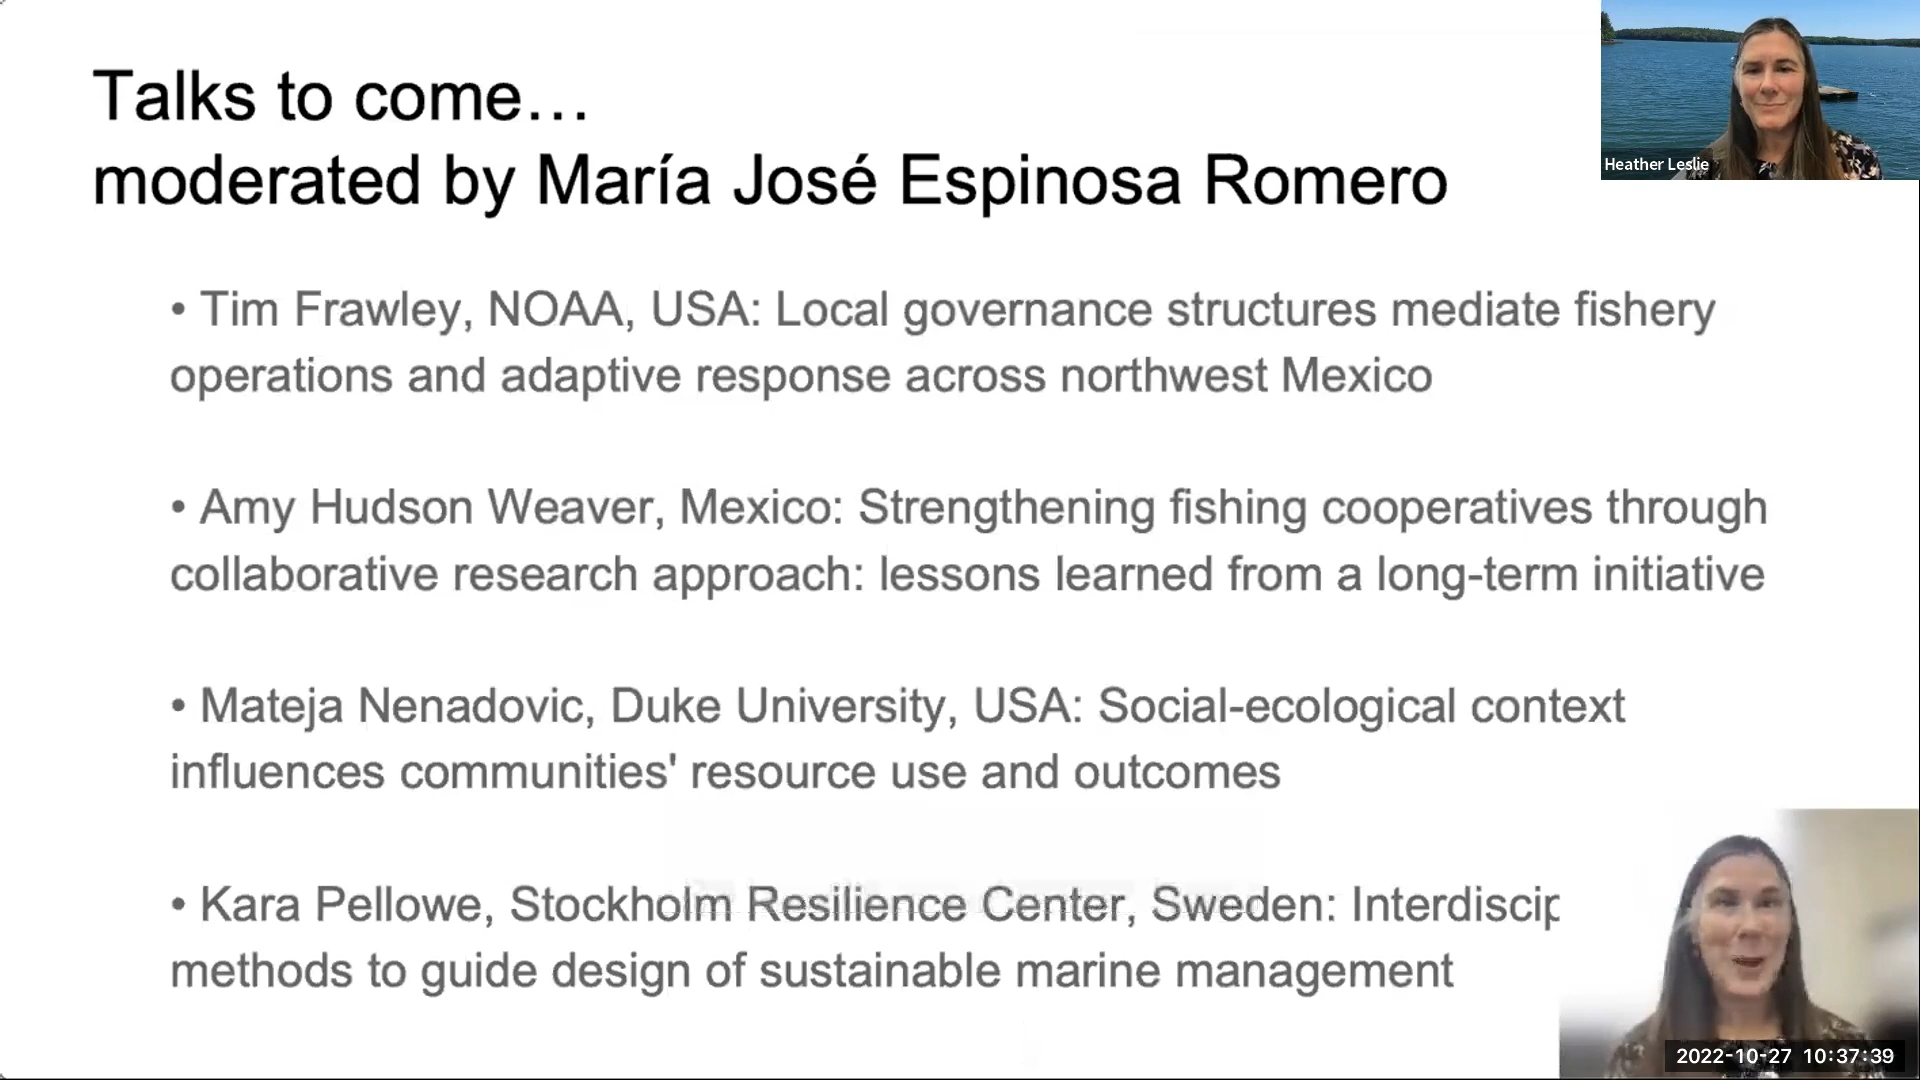 Talks to come…
moderated by María José Espinosa Romero
Heather Leslie
• Tim Frawley, NOAA, USA: Local governance structures mediate fishery
operations and adaptive response across northwest Mexico
• Amy Hudson Weaver, Mexico: Strengthening fishing cooperatives through
collaborative research approach: lessons learned from a long-term initiative
• Mateja Nenadovic, Duke University, USA: Social-ecological context
influences communities' resource use and outcomes
• Kara Pellowe, Stockholm Resilience Center, Sweden: Interdiscip
methods to guide design of sustainable marine management
2022-10-27 10:37:39